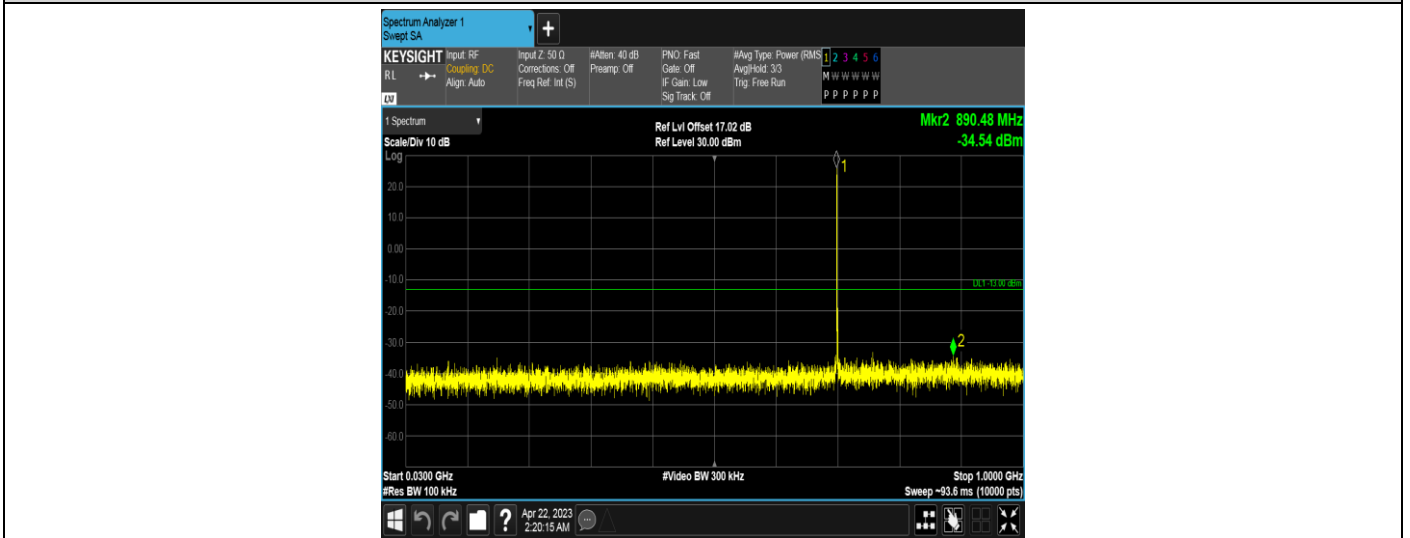 Spectrum Analyzer 1
Swept SA
+
KEYSIGHT
RL
LXI
Input: RF
Coupling: DC
Align: Auto
Input Z: 50 Ω
Corrections: Off
Freq Ref: Int (S)
#Atten: 40 dB
Preamp: Off
PNO: Fast
Gate: Off
IF Gain: Low
Sig Track: Off
#Avg Type: Power (RMS
Avg|Hold: 3/3
Trig: Free Run
1 2 3 4 5 6
M W W W W W
P P P P P P
1 Spectrum
Scale/Div 10 dB
Ref Lvl Offset 17.02 dB
Ref Level 30.00 dBm
Mkr2 890.48 MHz
-34.54 dBm
Log
20.0
10.0
0.00
-10.0
-20.0
-30.0
-40.0
-50.0
-60.0
1
DL1 -13.00 dBm
2
Start 0.0300 GHz
#Res BW 100 kHz
#Video BW 300 kHz
Stop 1.0000 GHz
Sweep ~93.6 ms (10000 pts)
?
Apr 22, 2023
2:20:15 AM